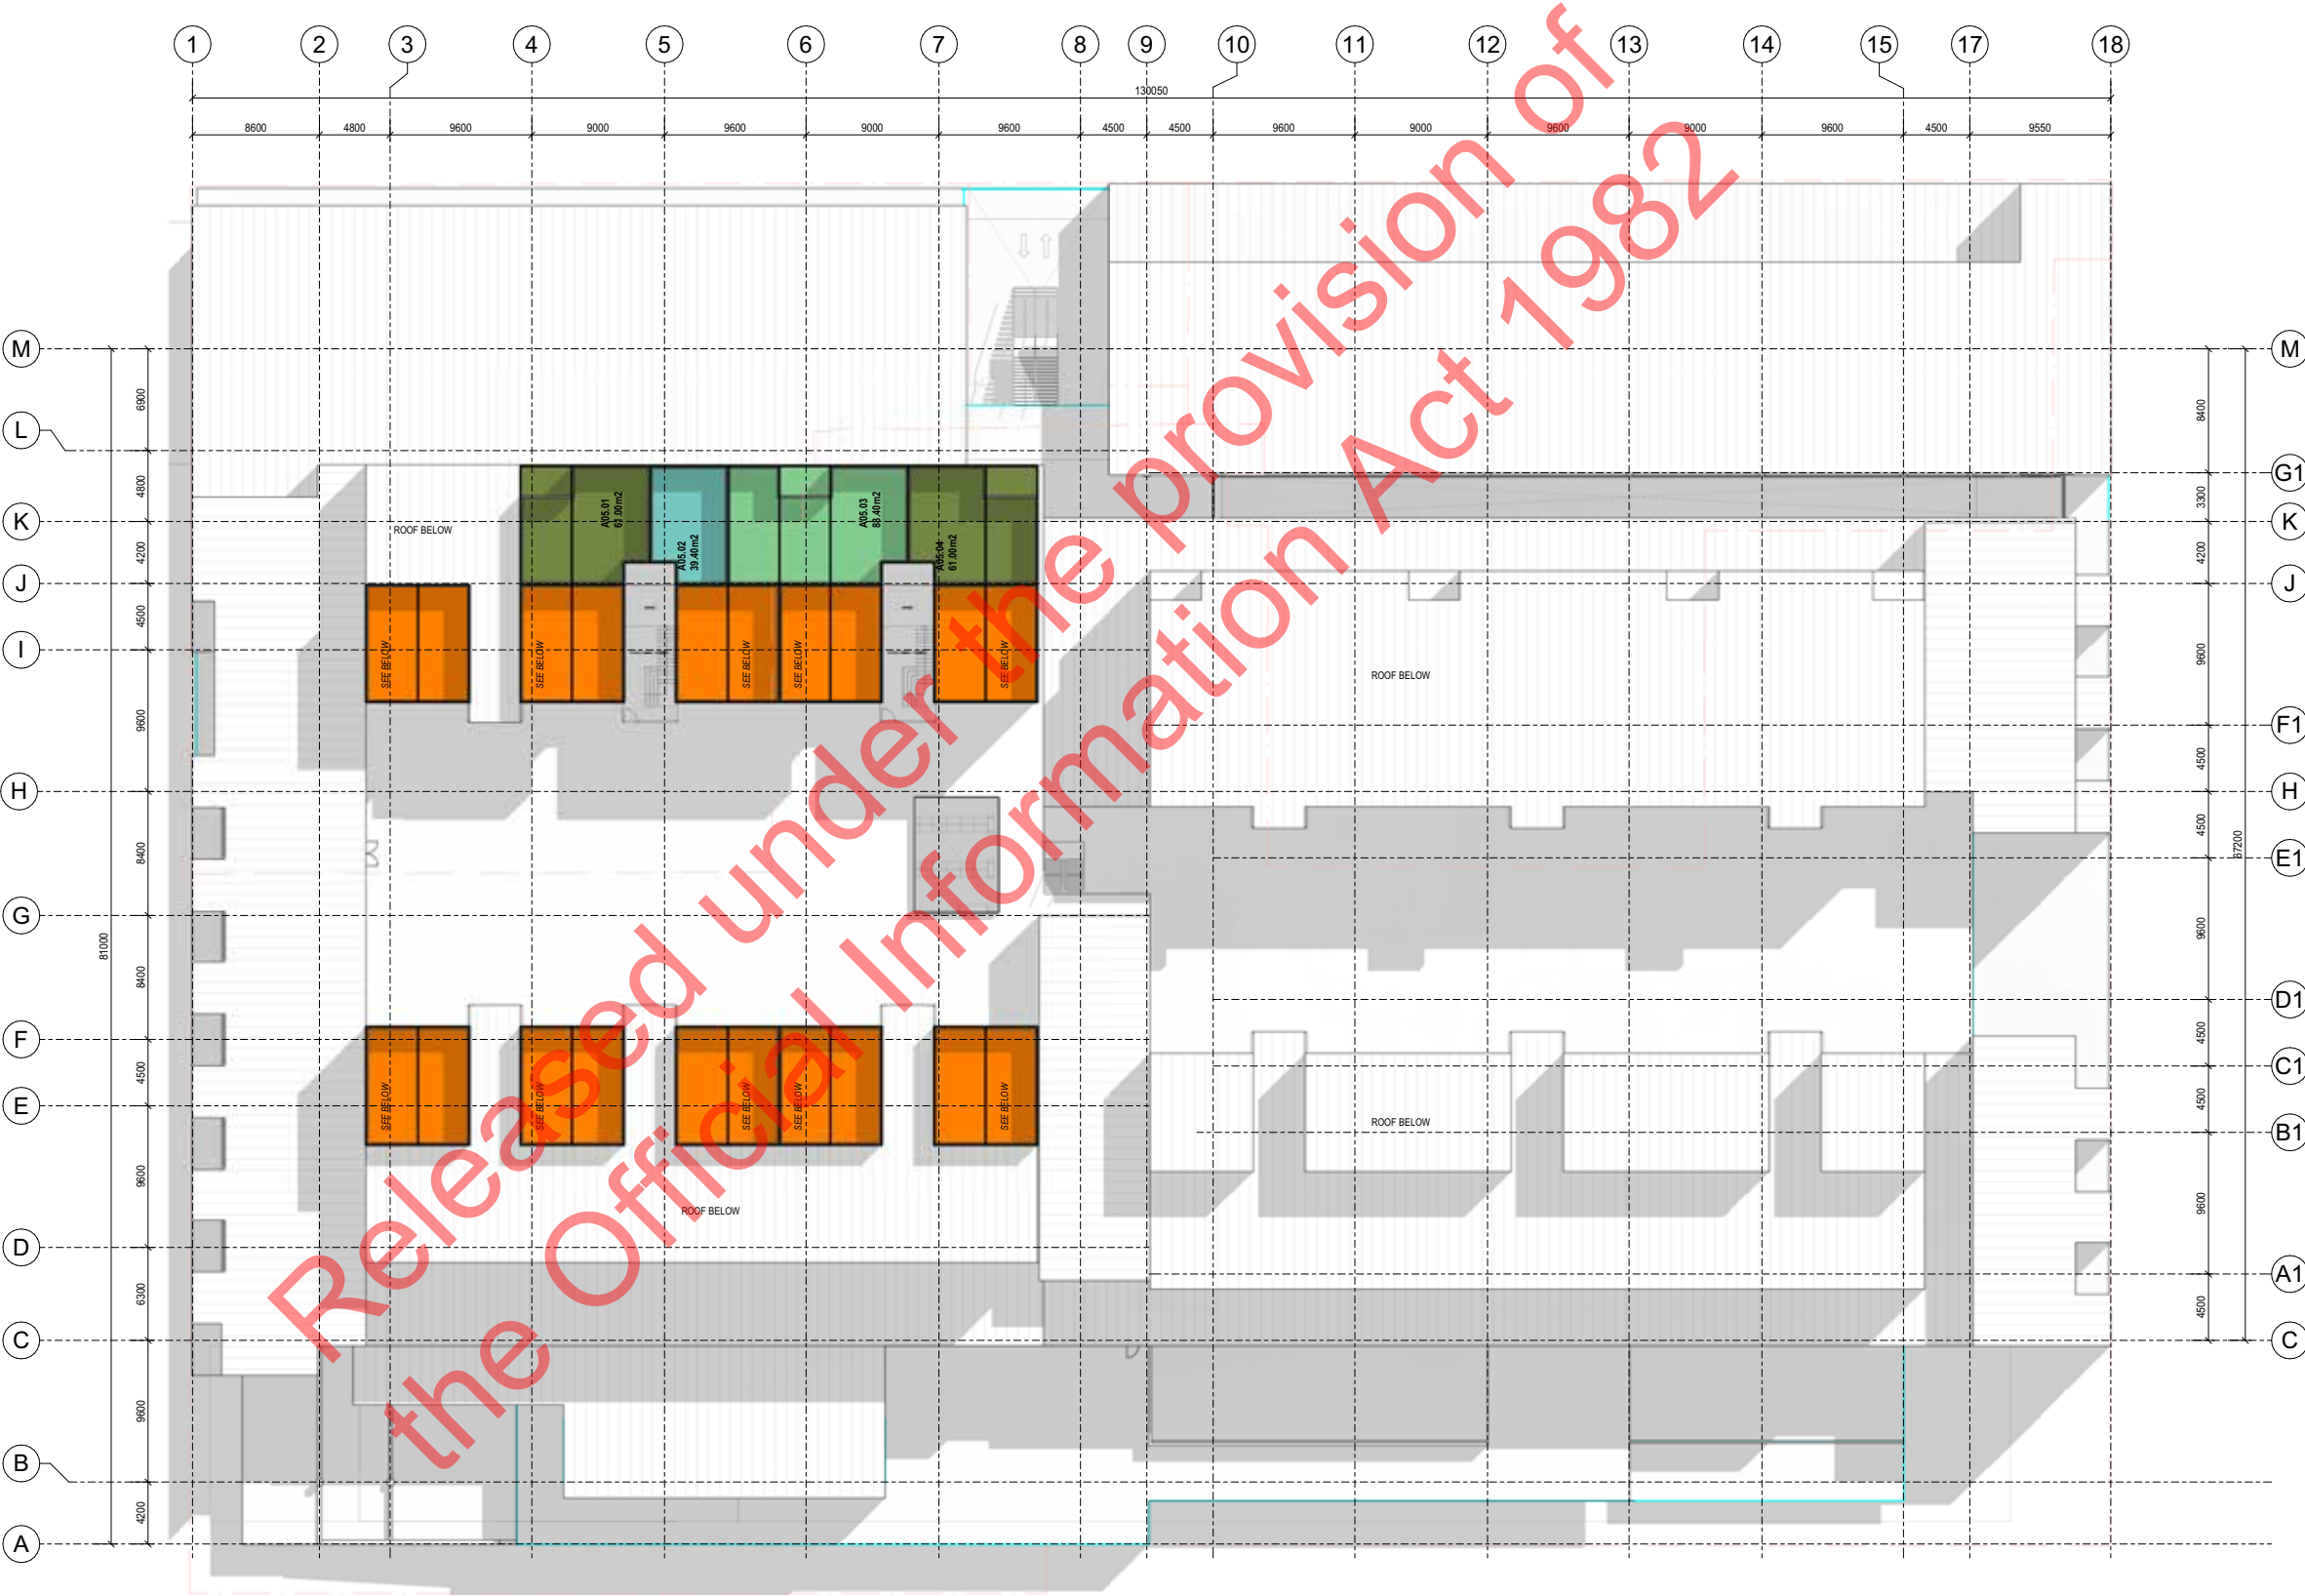 1 2 3 4 5 6 7 8 9 10 11 12 13 14 15 17 18
130050
8600 4800 9600 9000 9600 9000 9600 4500 4500 9600 9000 9600 9000 9600 4500 9550
M
L
K
J
I
H
G
F
E
D
C
B
A
6900
4800
4200
4500
9600
8400
8400
4500
9600
6300
9600
4200
81000
M
G1
K
J
F1
H
E1
D1
C1
B1
A1
C
8400
3300
4200
9600
4500
4500
9600
4500
4500
9600
4500
67200
ROOF BELOW
A05.01
61.00m2
A05.02
39.40m2
A05.03
88.40m2
A05.04
61.00m2
SEE BELOW
SEE BELOW
SEE BELOW
SEE BELOW
SEE BELOW
ROOF BELOW
SEE BELOW
SEE BELOW
SEE BELOW
SEE BELOW
SEE BELOW
ROOF BELOW
ROOF BELOW
Released under the provision of
the Official Information Act 1982